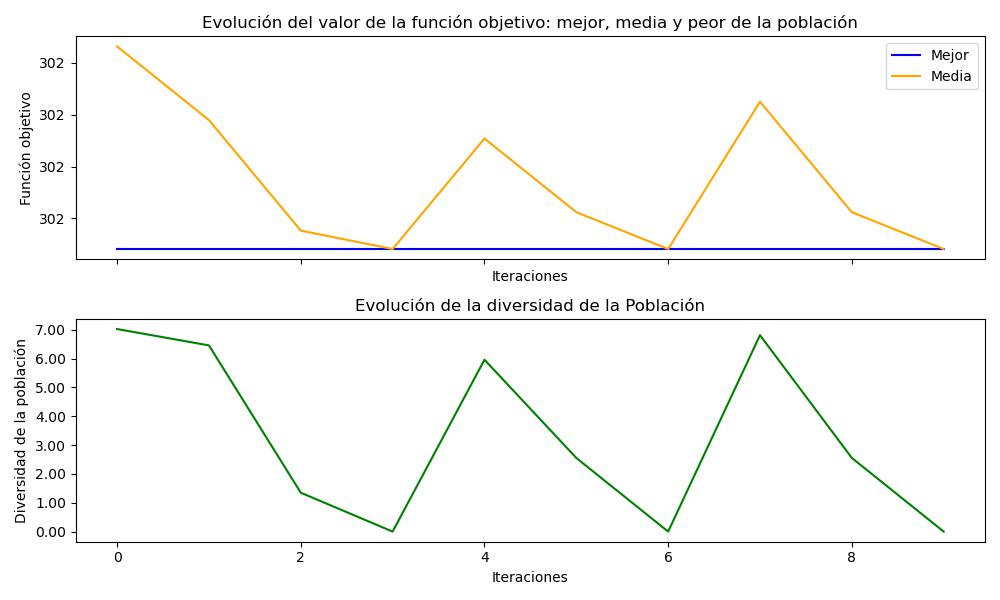 Evolución del valor de la función objetivo: mejor, media y peor de la población
302
302
302
302
Función objetivo
Mejor
Media
Iteraciones
Evolución de la diversidad de la Población
7.00
6.00
5.00
4.00
3.00
2.00
1.00
0.00
Diversidad de la población
0 2 4 6 8
Iteraciones